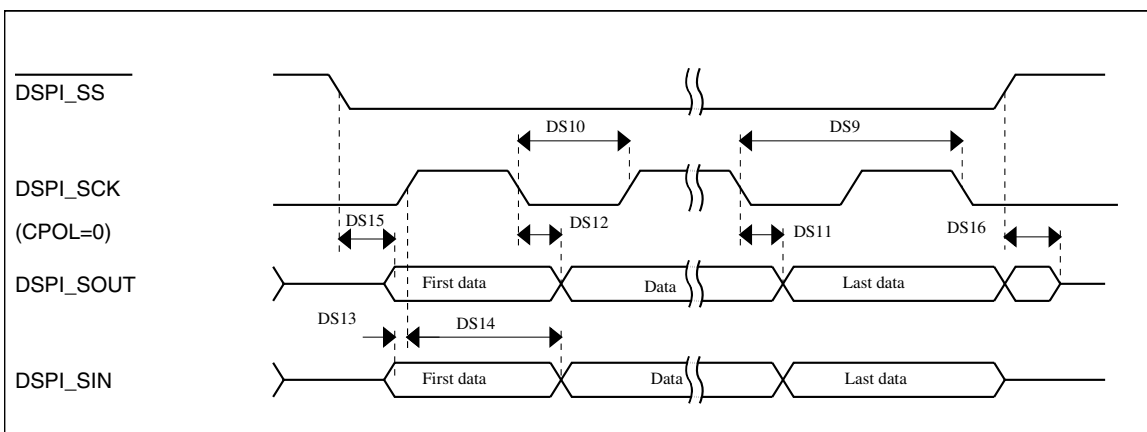 DSPI_SS
DS10
DS9
DSPI_SCK
(CPOL=0)
DS15
DS12
DS11
DS16
DSPI_SOUT
First data
Data
Last data
DS13
DS14
DSPI_SIN
First data
Data
Last data